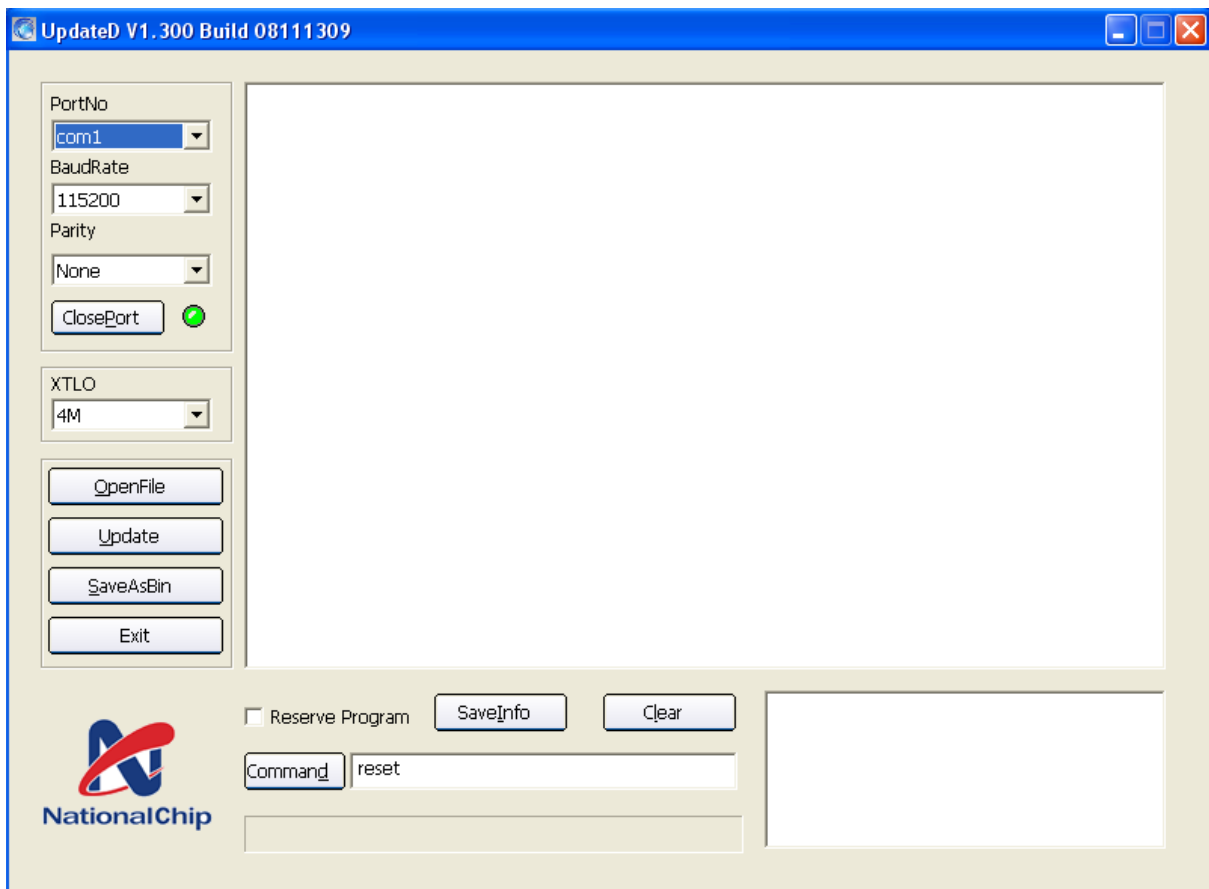 UpdateD V1.300 Build 08111309
PortNo
com1
BaudRate
115200
Parity
None
ClosePort
XTLO
4M
OpenFile
Update
SaveAsBin
Exit
Reserve Program
SaveInfo
Clear
Command
reset
NationalChip